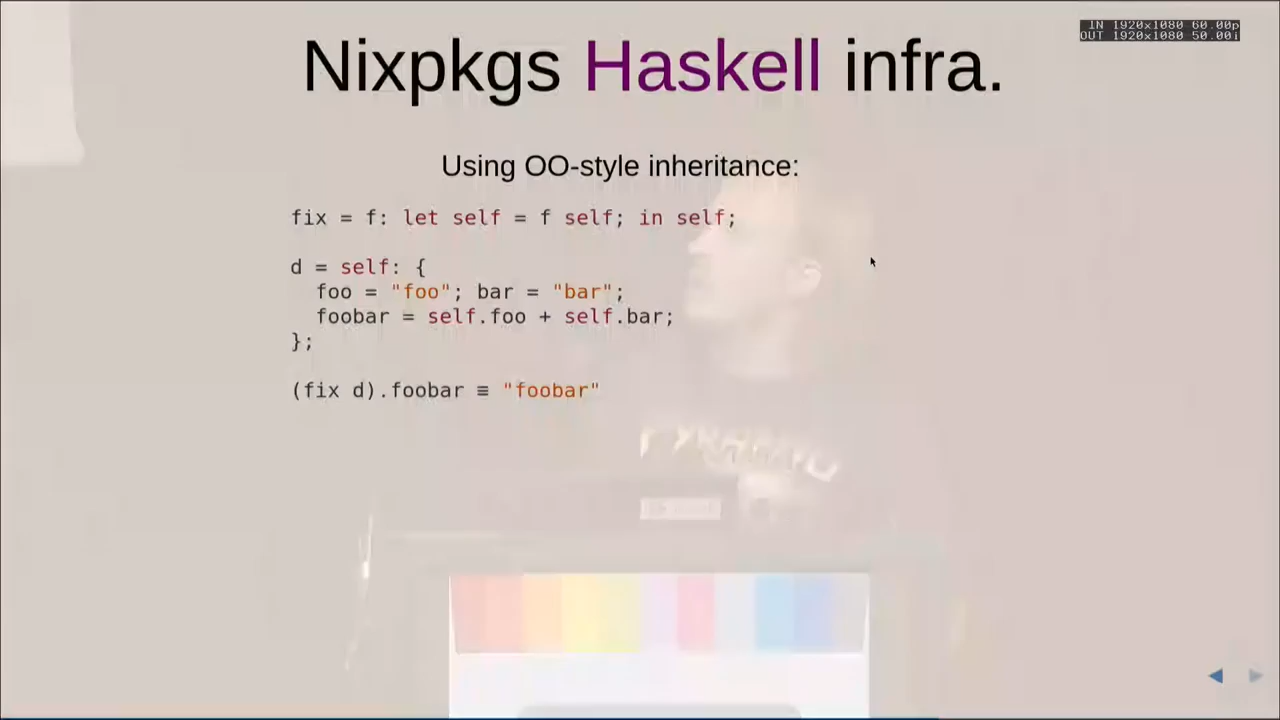 IN 1920x1080 60.00p
OUT 1920x1080 50.00i
Nixpkgs Haskell infra.
Using OO-style inheritance:
fix = f: let self = f self; in self;
d = self: {
foo = "foo"; bar = "bar";
foobar = self.foo + self.bar;
};
(fix d).foobar ≡ "foobar"